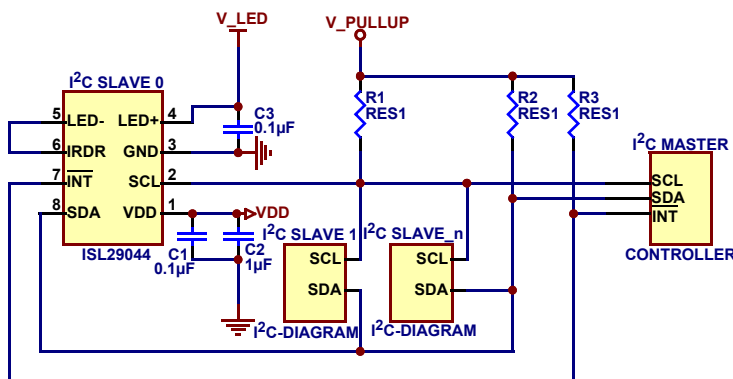 V_LED
V_PULLUP
I²C SLAVE 0
5
LED-
LED+
4
6
IRDR
GND
3
7
INT
SCL
2
8
SDA
VDD
1
ISL29044
C3
0.1µF
VDD
C1
0.1µF
C2
1µF
R1
RES1
R2
RES1
R3
RES1
I²C SLAVE 1
SCL
SDA
I²C-DIAGRAM
I²C SLAVE_n
SCL
SDA
I²C-DIAGRAM
I²C MASTER
SCL
SDA
INT
CONTROLLER